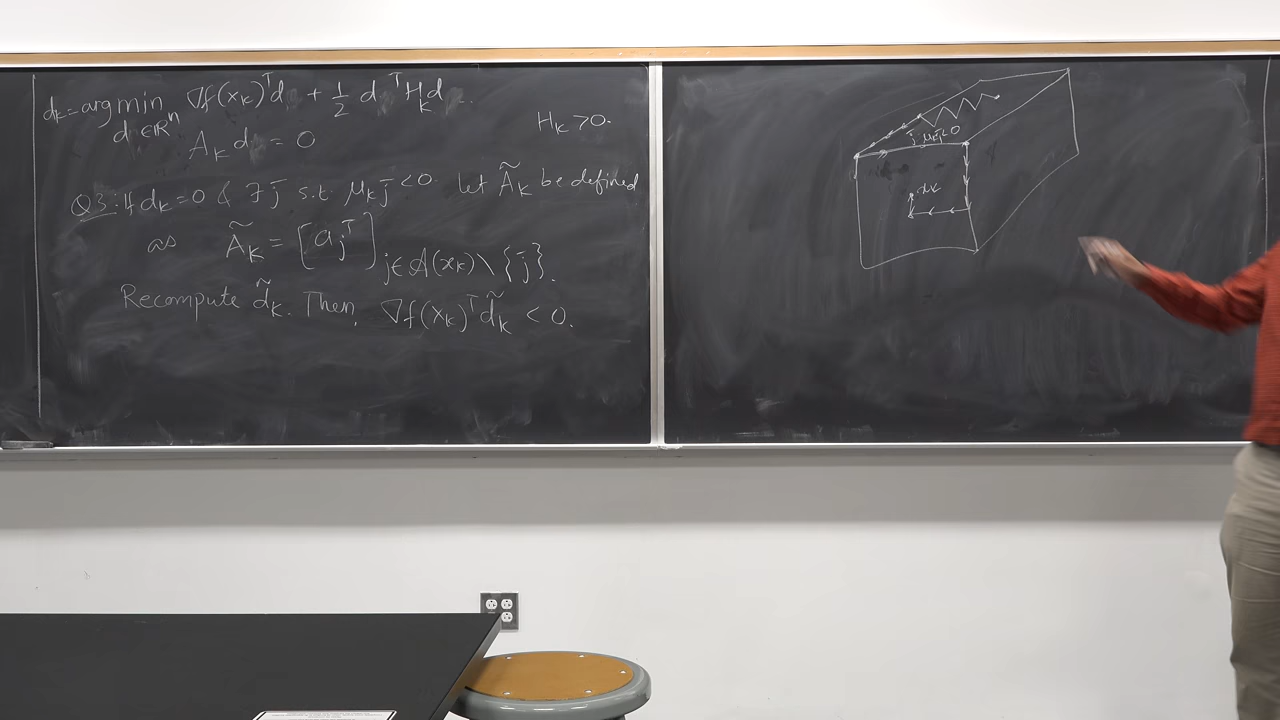 d_k = argmin ∇f(x_k)^T d + 1/2 d^T H_k d
d ∈ ℝ^n
A_k d = 0
H_k > 0.
Q3: If d_k = 0 & ∃ j̄ s.t. μ_k j̄ < 0. Let Ã_k be defined
as Ã_k = [a_j^T]_{j ∈ A(x_k) \ {j̄}}.
Recompute d̃_k. Then, ∇f(x_k)^T d̃_k < 0.